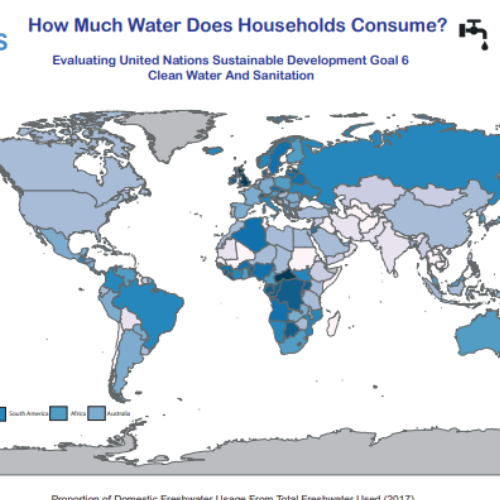 How Much Water Does Households Consume?
s
Evaluating United Nations Sustainable Development Goal 6
Clean Water And Sanitation
South America Africa Australia
Proportion of Domestic Freshwater Usage From Total Freshwater Used (2017)